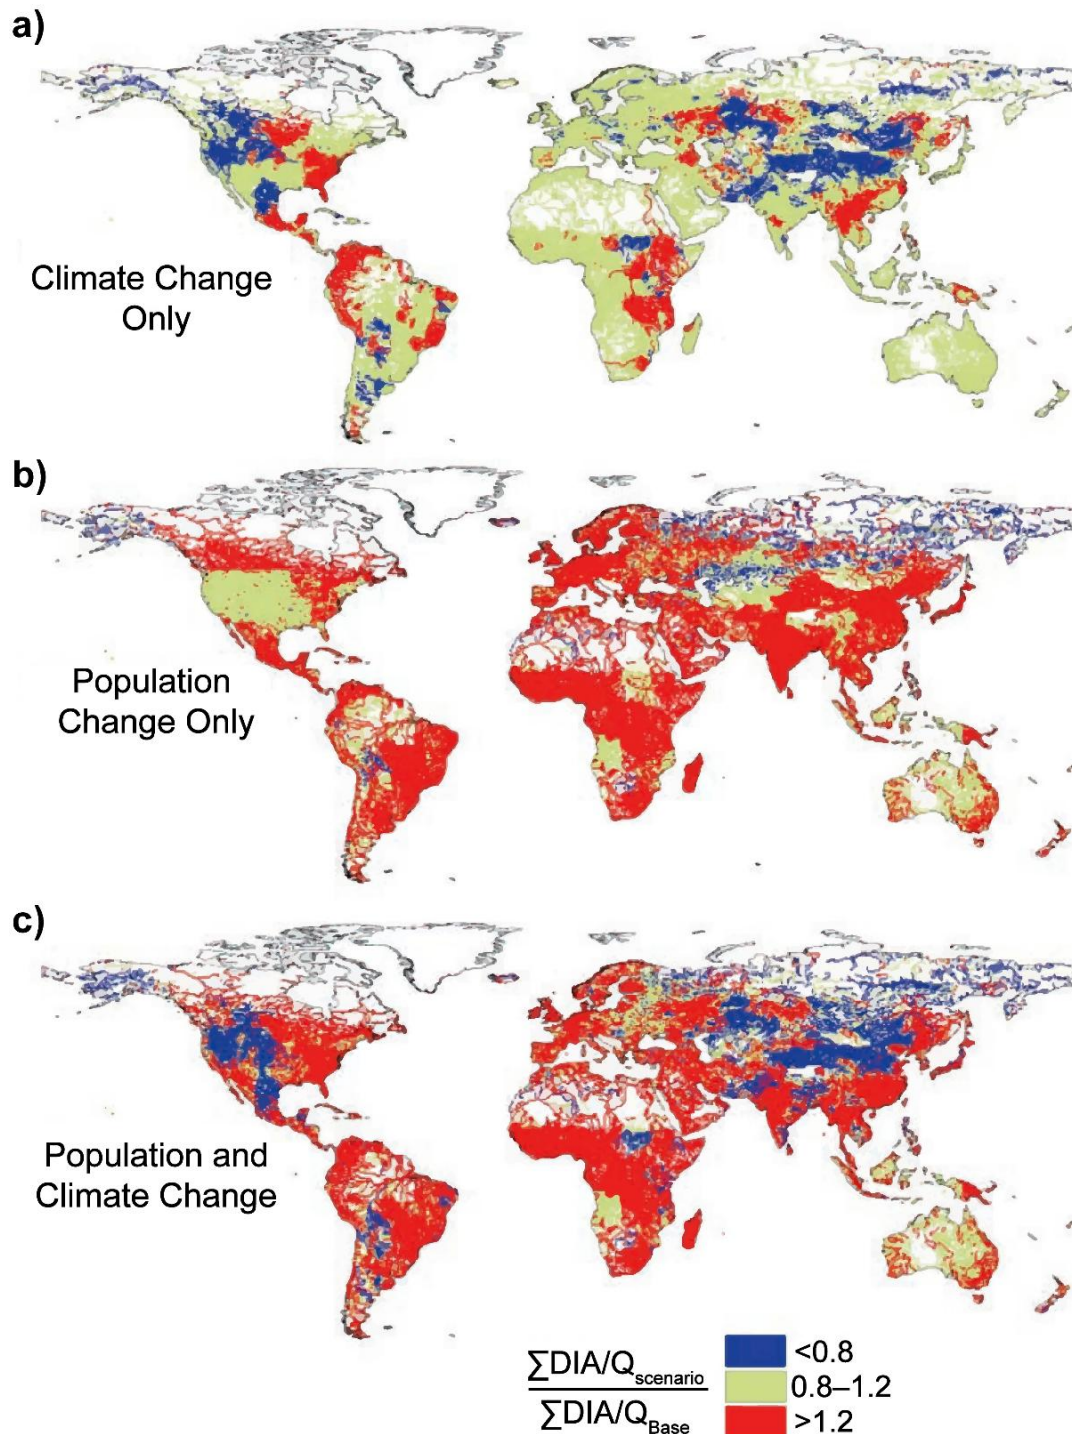 a)
Climate Change
Only
b)
Population
Change Only
c)
Population and
Climate Change
∑DIA/Q_scenario
∑DIA/Q_Base
<0.8
0.8–1.2
>1.2